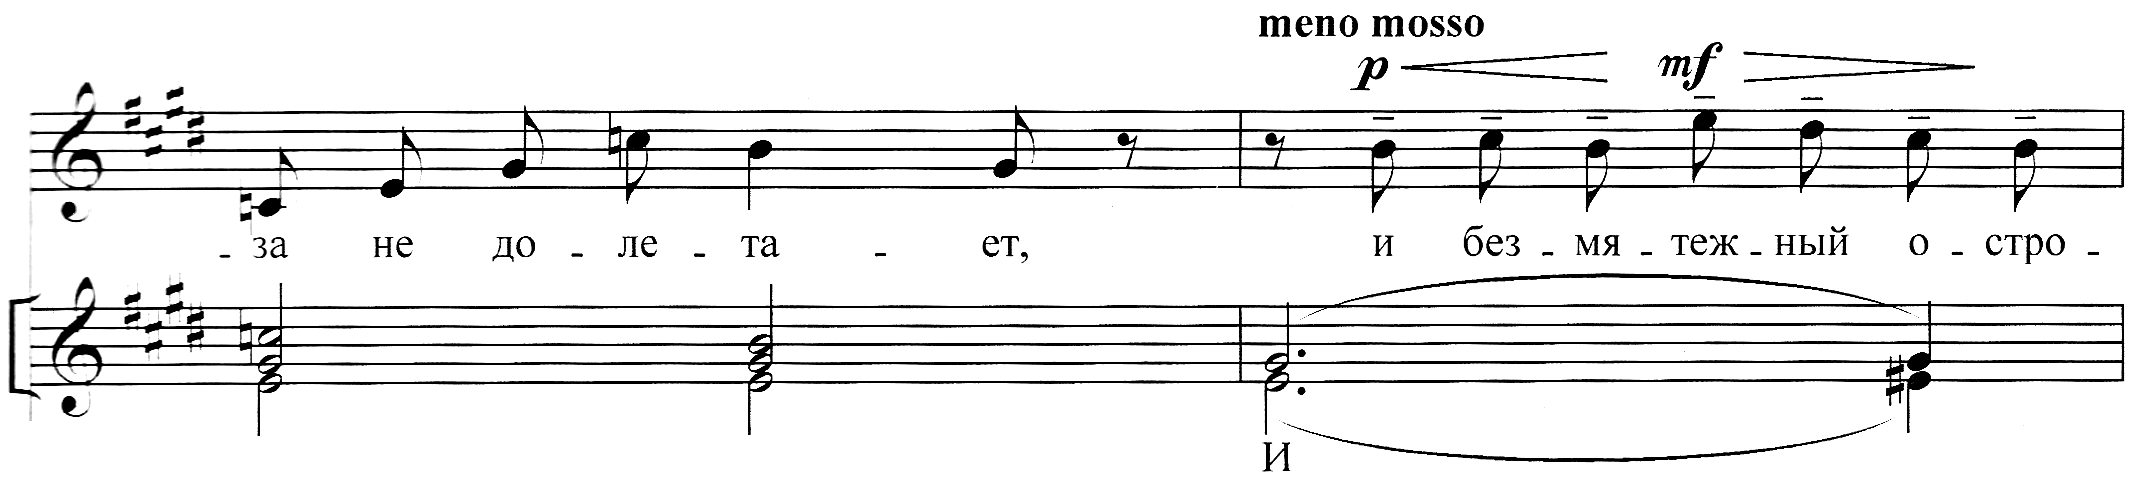 meno mosso
p mf
- за не до - ле - та - ет, и без - мя - теж - ный о - стро -
И